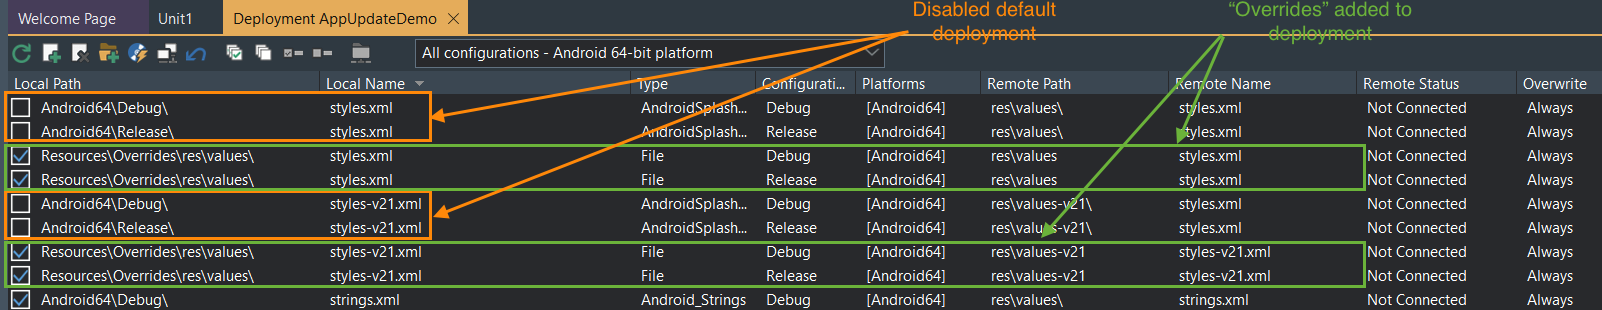 Welcome Page Unit1 Deployment AppUpdateDemo ×
Disabled default
deployment
“Overrides” added to
deployment
All configurations - Android 64-bit platform
Local Path Local Name Type Configurati... Platforms Remote Path Remote Name Remote Status Overwrite
Android64\Debug\ styles.xml AndroidSplash... Debug [Android64] res\values\ styles.xml Not Connected Always
Android64\Release\ styles.xml AndroidSplash... Release [Android64] res\values\ styles.xml Not Connected Always
Resources\Overrides\res\values\ styles.xml File Debug [Android64] res\values styles.xml Not Connected Always
Resources\Overrides\res\values\ styles.xml File Release [Android64] res\values styles.xml Not Connected Always
Android64\Debug\ styles-v21.xml AndroidSplash... Debug [Android64] res\values-v21\ styles.xml Not Connected Always
Android64\Release\ styles-v21.xml AndroidSplash... Release [Android64] res\values-v21\ styles.xml Not Connected Always
Resources\Overrides\res\values\ styles-v21.xml File Debug [Android64] res\values-v21 styles-v21.xml Not Connected Always
Resources\Overrides\res\values\ styles-v21.xml File Release [Android64] res\values-v21 styles-v21.xml Not Connected Always
Android64\Debug\ strings.xml Android_Strings Debug [Android64] res\values\ strings.xml Not Connected Always